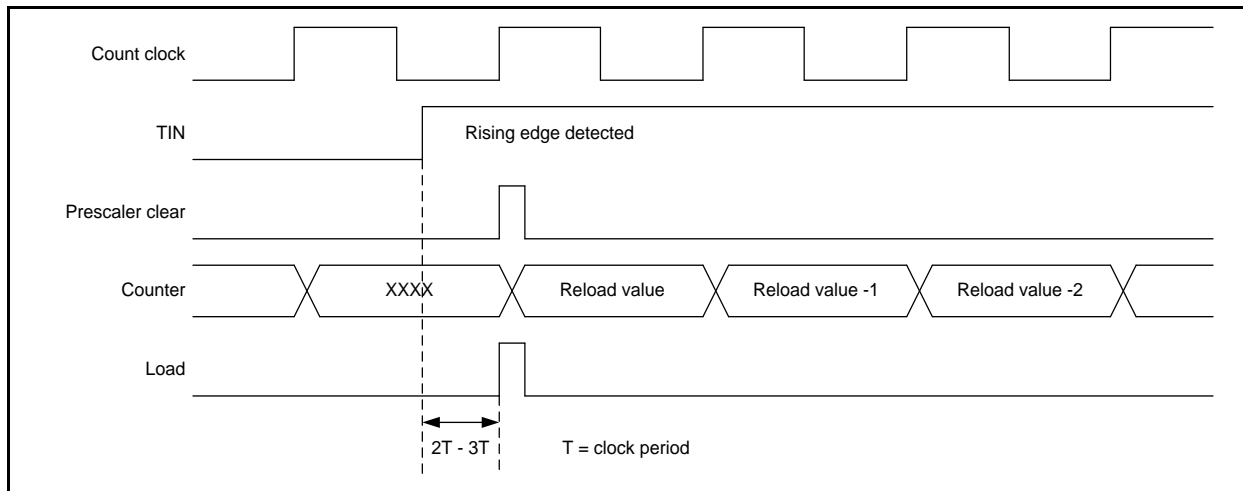 Count clock
TIN
Rising edge detected
Prescaler clear
Counter
XXXX
Reload value
Reload value -1
Reload value -2
Load
2T - 3T
T = clock period